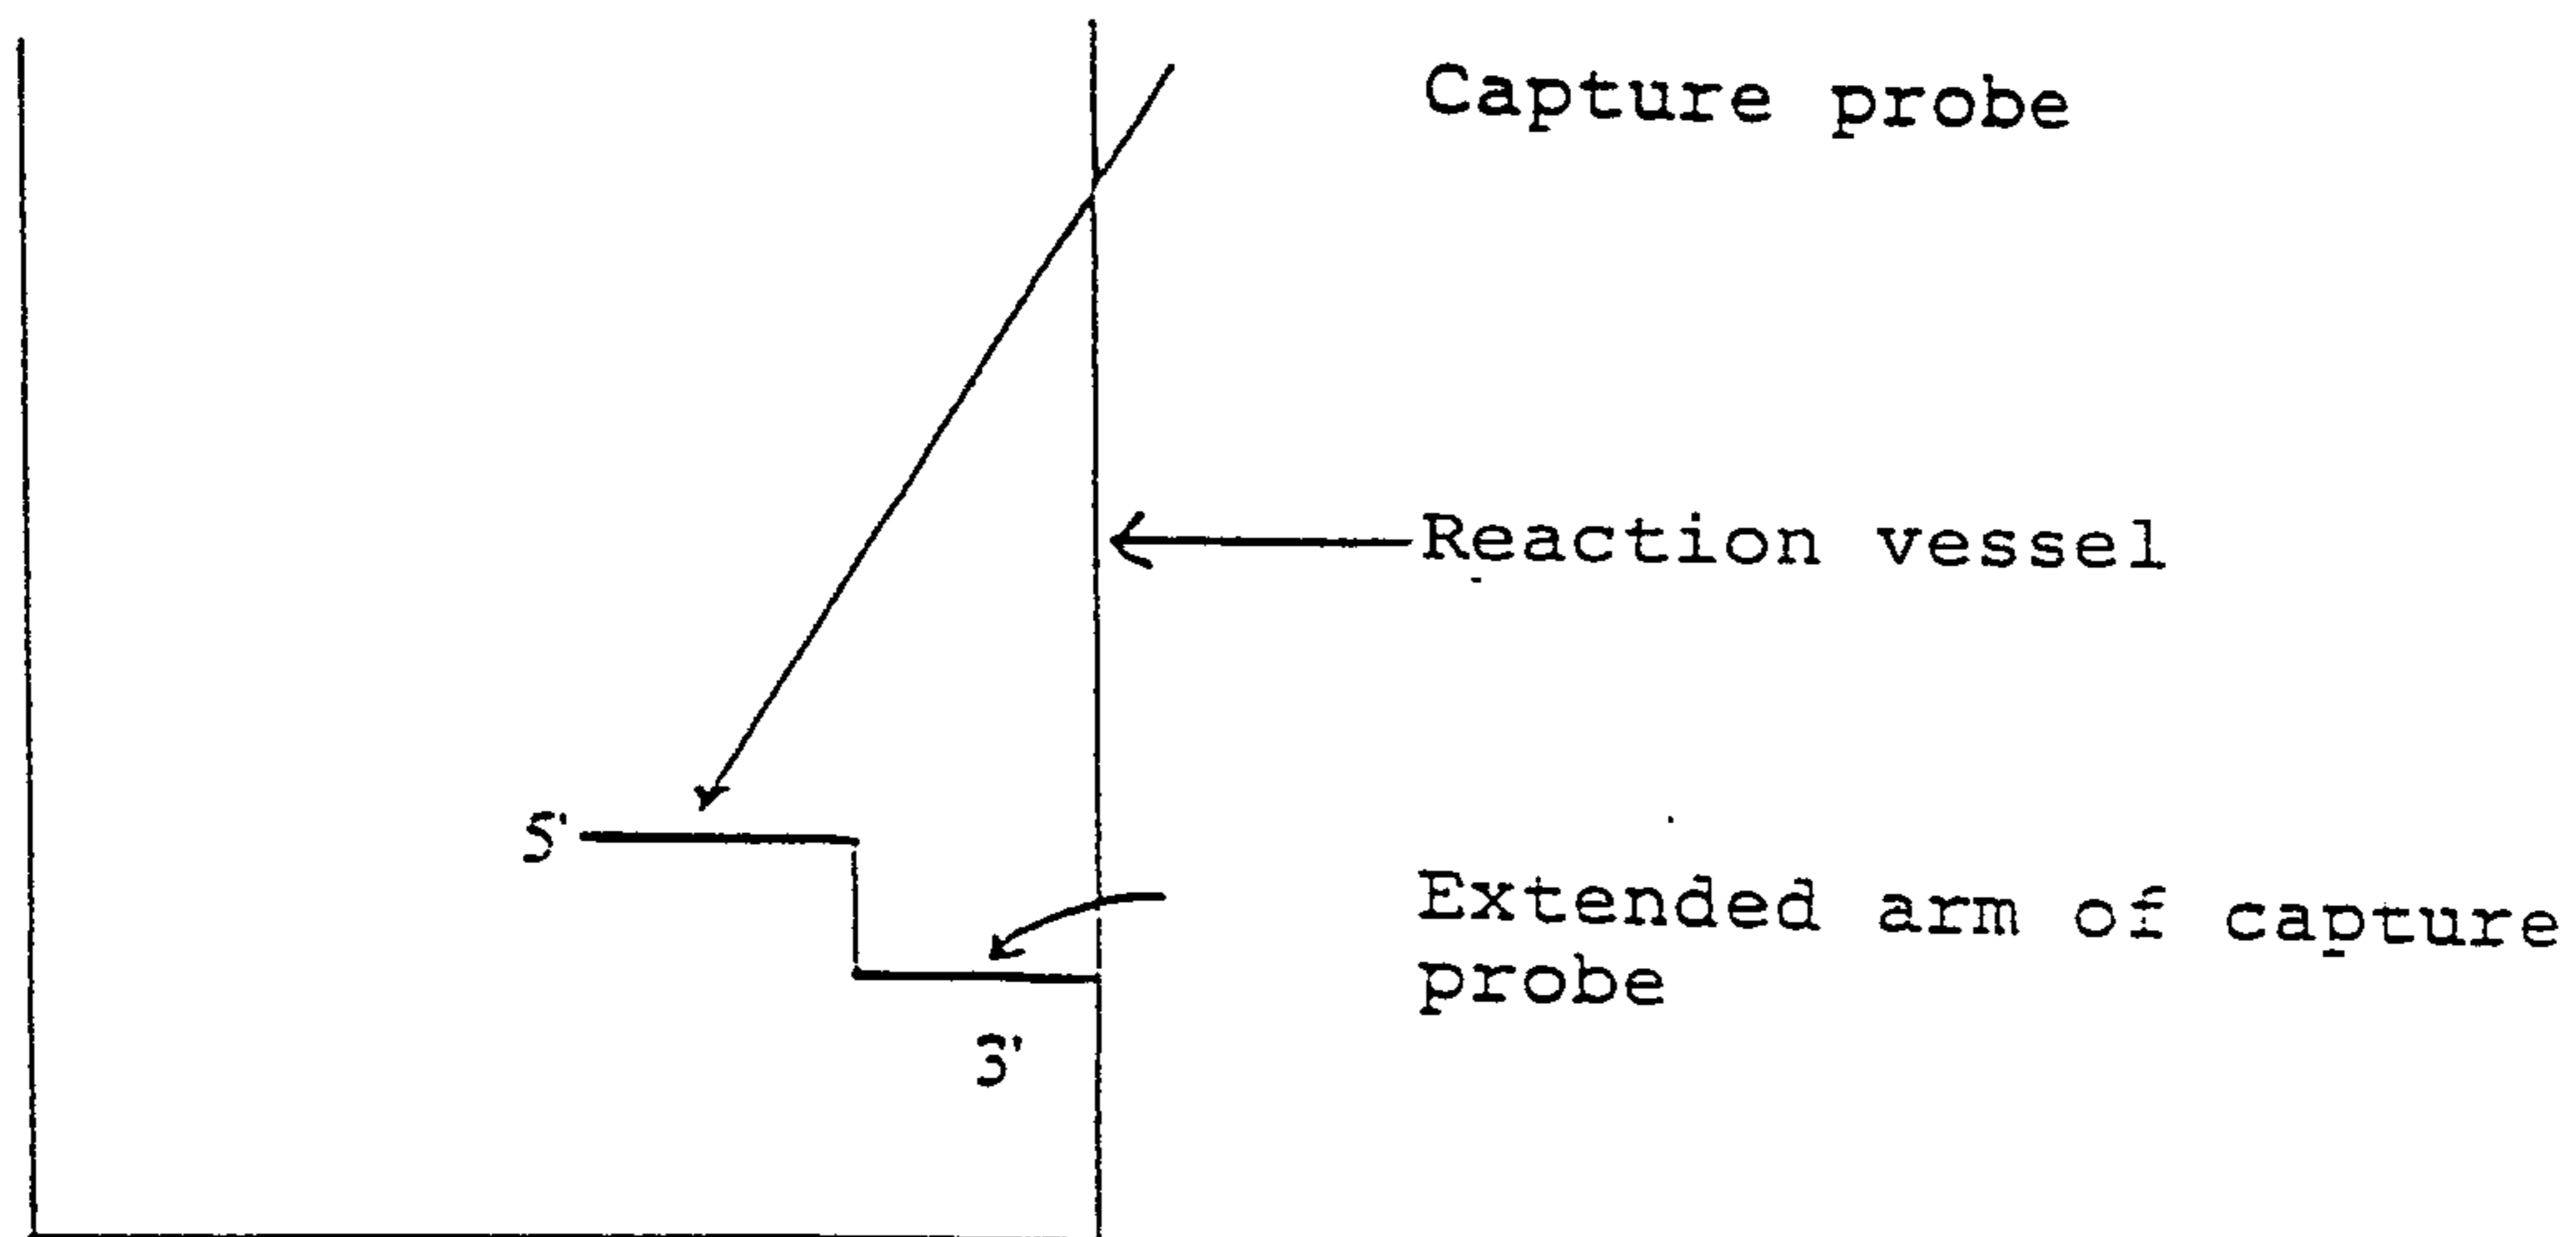 Capture probe
Reaction vessel
5'
Extended arm of capture
probe
3'